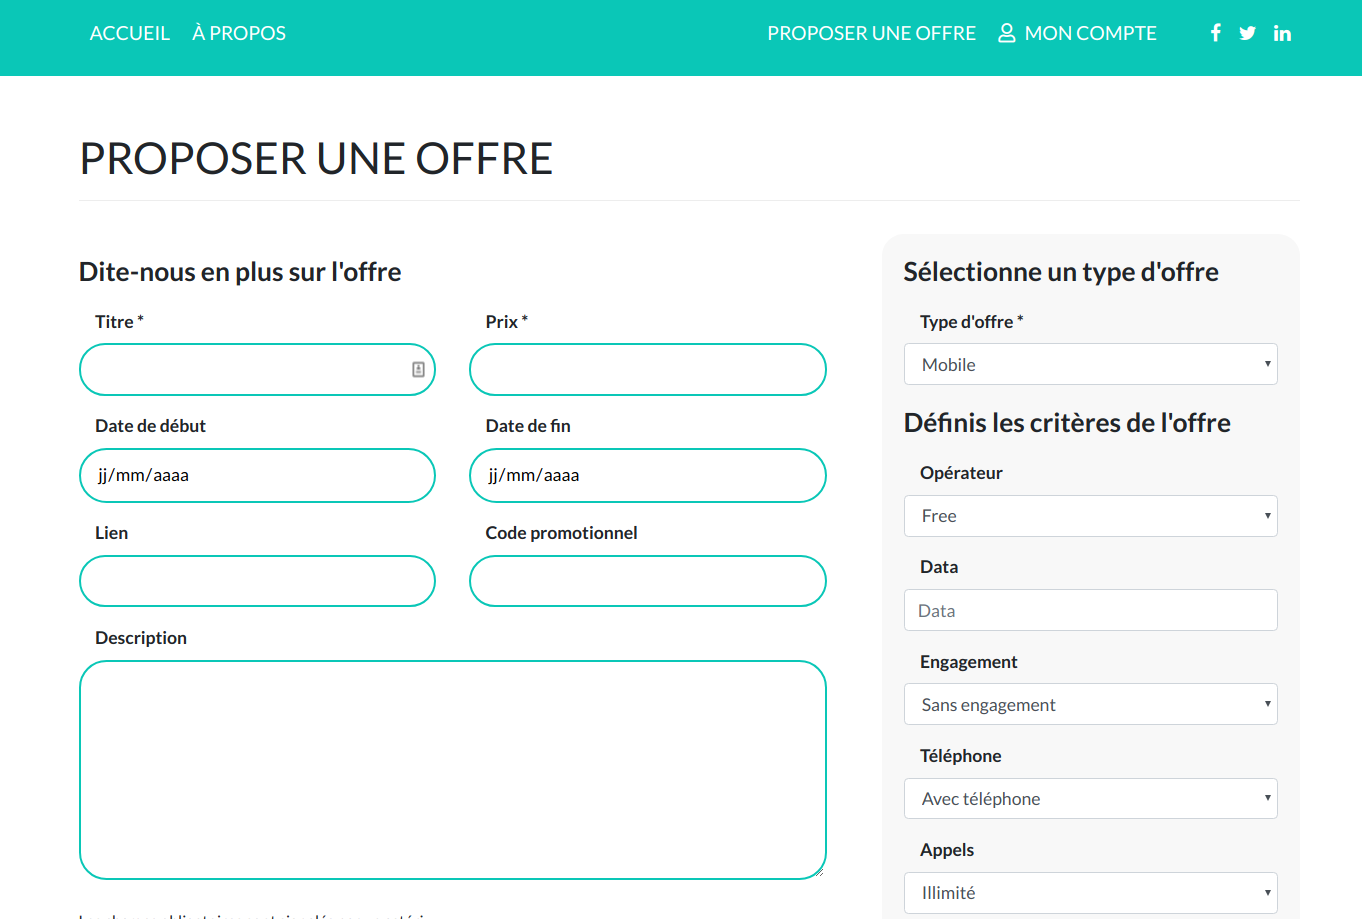 ACCUEIL À PROPOS PROPOSER UNE OFFRE MON COMPTE
PROPOSER UNE OFFRE
Dite-nous en plus sur l'offre
Titre * Prix *
Date de début Date de fin
jj/mm/aaaa jj/mm/aaaa
Lien Code promotionnel
Description
Sélectionne un type d'offre
Type d'offre *
Mobile
Définis les critères de l'offre
Opérateur
Free
Data
Data
Engagement
Sans engagement
Téléphone
Avec téléphone
Appels
Illimité